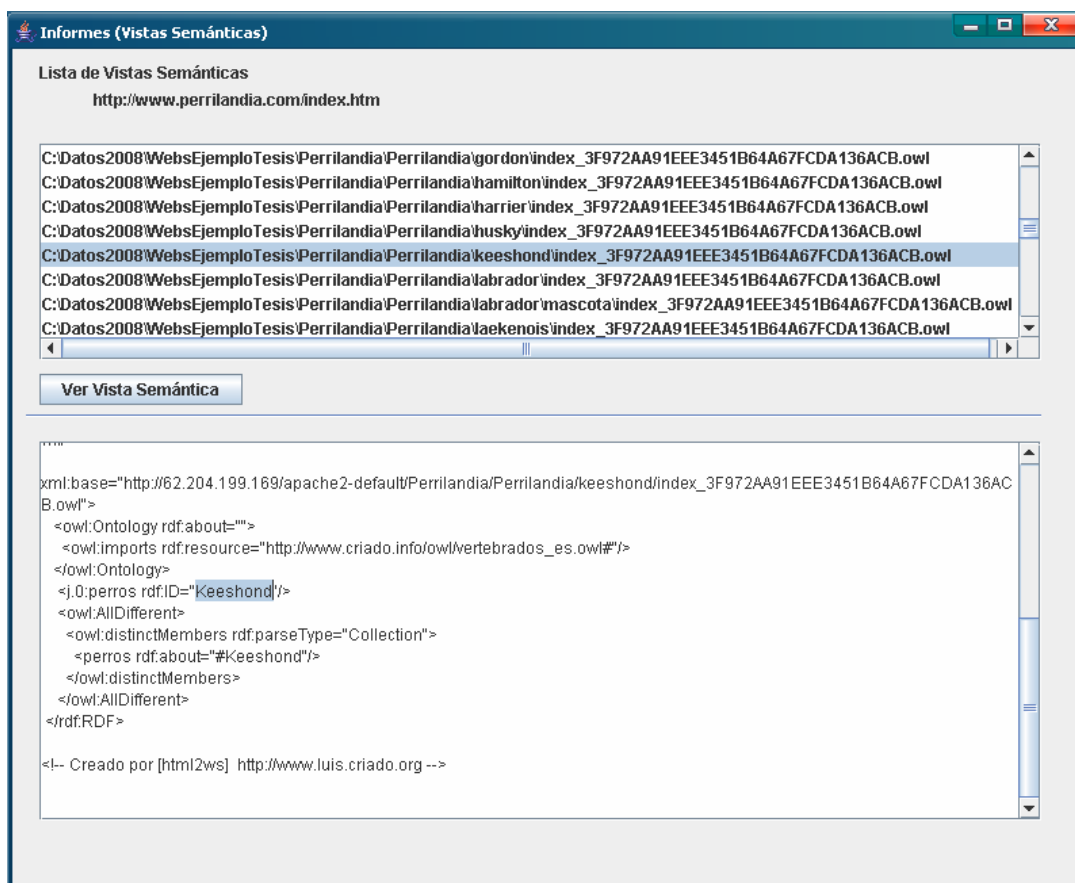 Informes (Vistas Semánticas)
Lista de Vistas Semánticas
http://www.perrilandia.com/index.htm
C:\Datos2008\WebsEjemploTesis\Perrilandia\Perrilandia\gordon\index_3F972AA91EEE3451B64A67FCDA136ACB.owl
C:\Datos2008\WebsEjemploTesis\Perrilandia\Perrilandia\hamilton\index_3F972AA91EEE3451B64A67FCDA136ACB.owl
C:\Datos2008\WebsEjemploTesis\Perrilandia\Perrilandia\harrier\index_3F972AA91EEE3451B64A67FCDA136ACB.owl
C:\Datos2008\WebsEjemploTesis\Perrilandia\Perrilandia\husky\index_3F972AA91EEE3451B64A67FCDA136ACB.owl
C:\Datos2008\WebsEjemploTesis\Perrilandia\Perrilandia\keeshond\index_3F972AA91EEE3451B64A67FCDA136ACB.owl
C:\Datos2008\WebsEjemploTesis\Perrilandia\Perrilandia\labrador\index_3F972AA91EEE3451B64A67FCDA136ACB.owl
C:\Datos2008\WebsEjemploTesis\Perrilandia\Perrilandia\labrador\mascota\index_3F972AA91EEE3451B64A67FCDA136ACB.owl
C:\Datos2008\WebsEjemploTesis\Perrilandia\Perrilandia\laekenois\index_3F972AA91EEE3451B64A67FCDA136ACB.owl
Ver Vista Semántica
xml:base="http://62.204.199.169/apache2-default/Perrilandia/Perrilandia/keeshond/index_3F972AA91EEE3451B64A67FCDA136AC
B.owl">
<owl:Ontology rdf:about="">
<owl:imports rdf:resource="http://www.criado.info/owl/vertebrados_es.owl#"/>
</owl:Ontology>
<j.0:perros rdf:ID="Keeshond"/>
<owl:AllDifferent>
<owl:distinctMembers rdf:parseType="Collection">
<perros rdf:about="#Keeshond"/>
</owl:distinctMembers>
</owl:AllDifferent>
</rdf:RDF>
<!-- Creado por [html2ws]  http://www.luis.criado.org -->